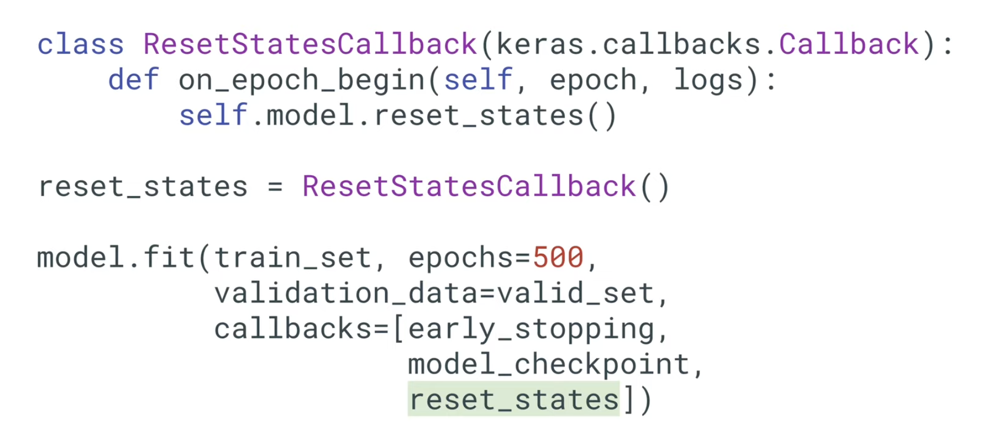 class ResetStatesCallback(keras.callbacks.Callback):
    def on_epoch_begin(self, epoch, logs):
        self.model.reset_states()
reset_states = ResetStatesCallback()
model.fit(train_set, epochs=500,
          validation_data=valid_set,
          callbacks=[early_stopping,
                     model_checkpoint,
                     reset_states])